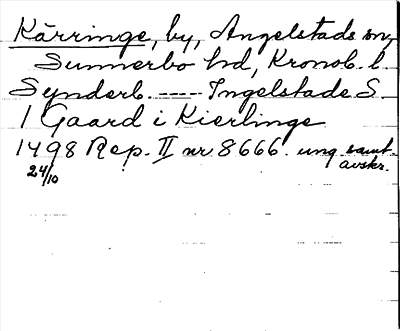 Kärringe, by, Angelstads sn,
Sunnerbo hd, Kronob. l.
Synderb. ---- Ingelstade S.
1 Gaard i Kierlinge
1498 Rep. II nr 8666. ung. samt.
24/10 avskr.